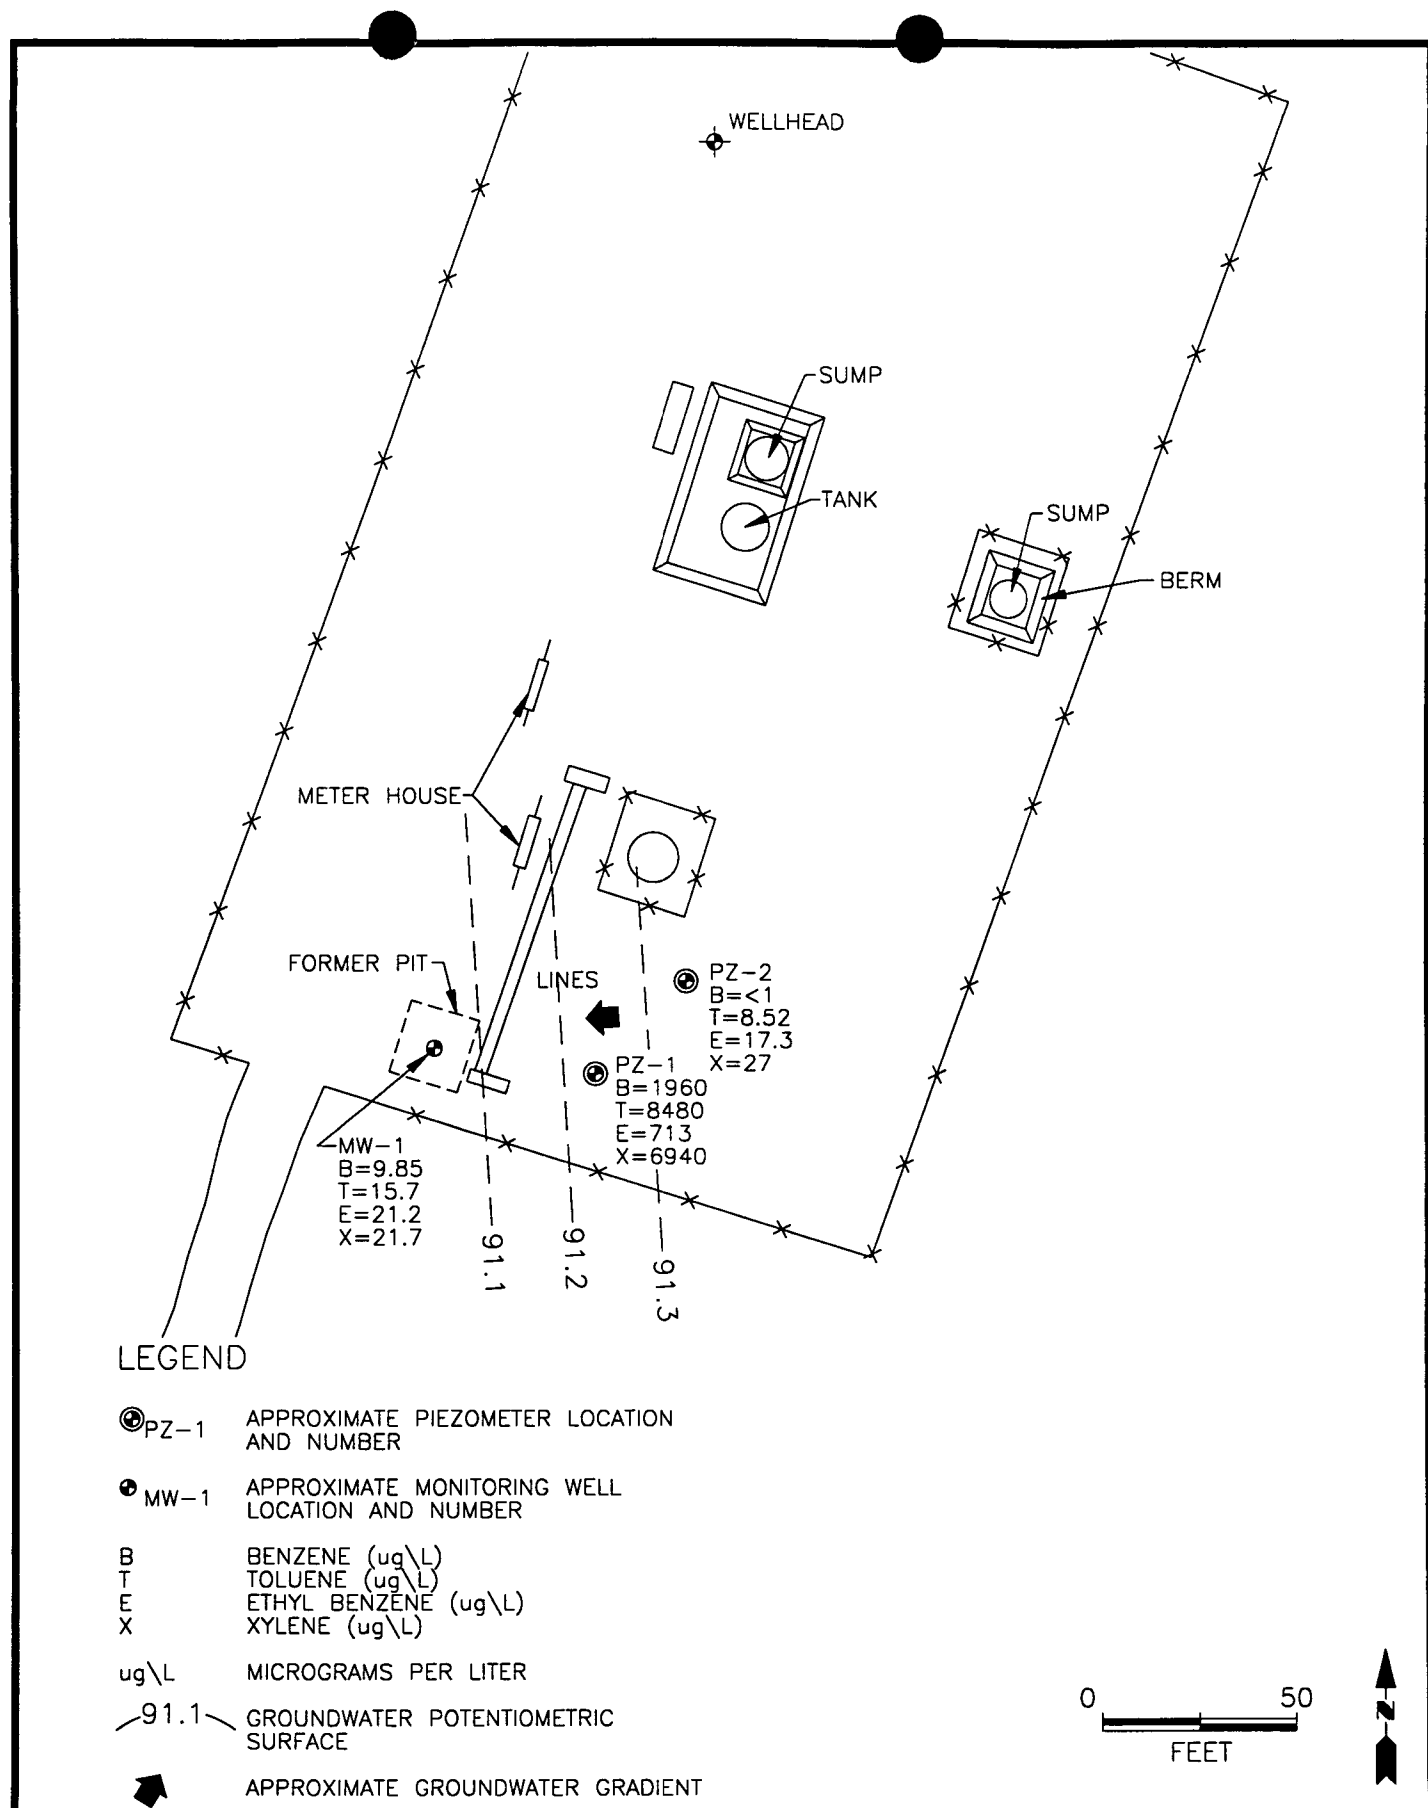 WELLHEAD
SUMP
TANK
SUMP
BERM
METER HOUSE
FORMER PIT
LINES
PZ-2
B=<1
T=8.52
E=17.3
X=27
PZ-1
B=1960
T=8480
E=713
X=6940
MW-1
B=9.85
T=15.7
E=21.2
X=21.7
91.1
91.2
91.3
LEGEND
PZ-1 APPROXIMATE PIEZOMETER LOCATION
AND NUMBER
MW-1 APPROXIMATE MONITORING WELL
LOCATION AND NUMBER
B BENZENE (ug\L)
T TOLUENE (ug\L)
E ETHYL BENZENE (ug\L)
X XYLENE (ug\L)
ug\L MICROGRAMS PER LITER
91.1 GROUNDWATER POTENTIOMETRIC
SURFACE
APPROXIMATE GROUNDWATER GRADIENT
0 50
FEET
N